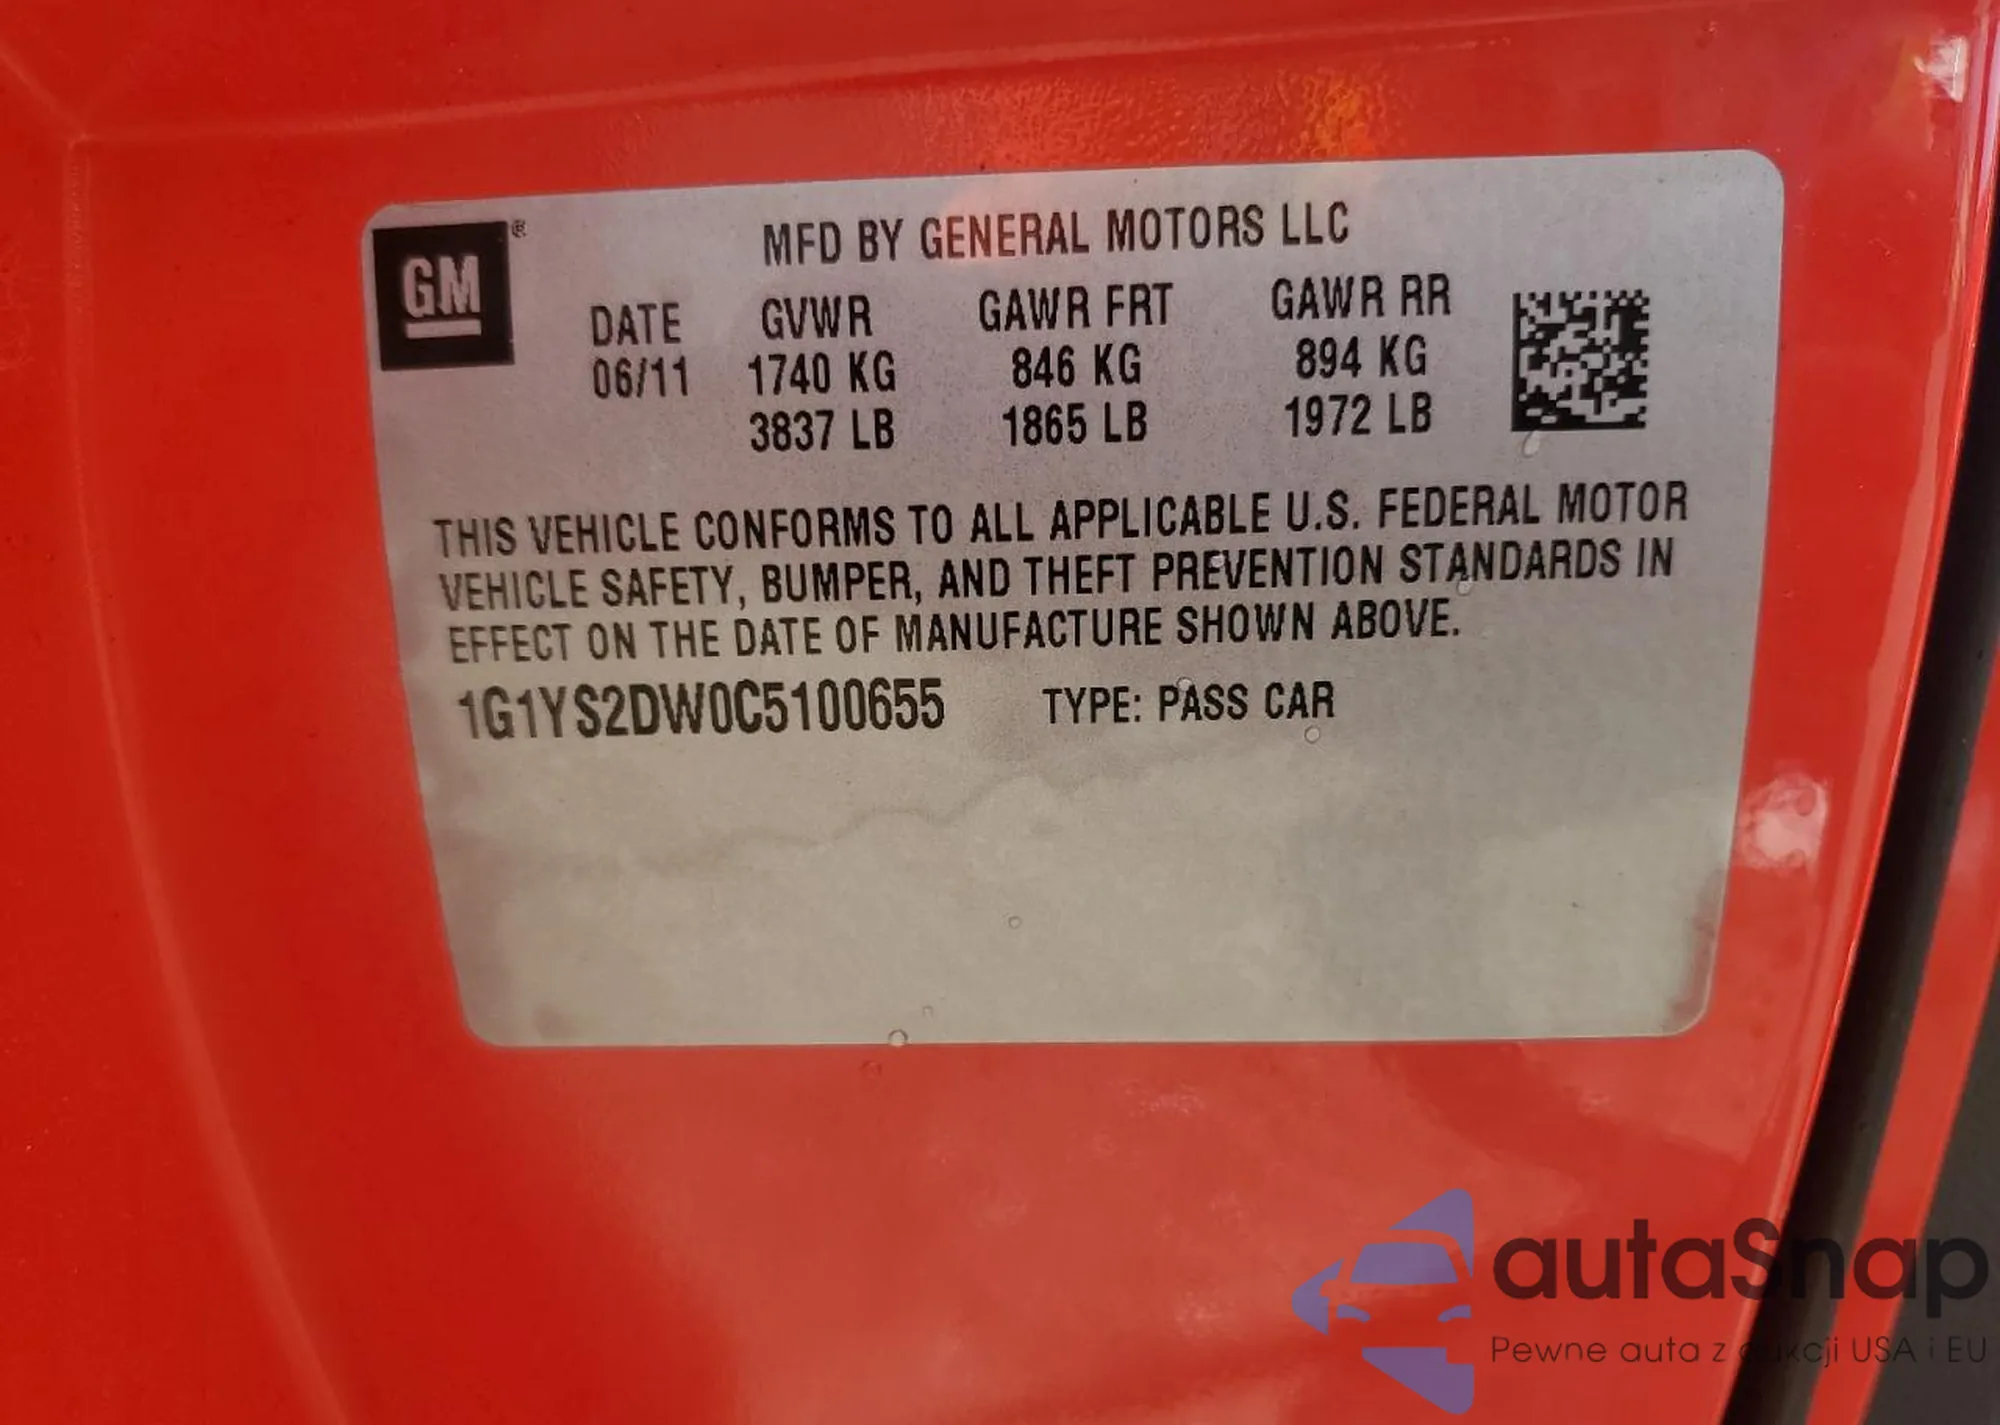 GM ®
MFD BY GENERAL MOTORS LLC
DATE GVWR GAWR FRT GAWR RR
06/11 1740 KG 846 KG 894 KG
3837 LB 1865 LB 1972 LB
THIS VEHICLE CONFORMS TO ALL APPLICABLE U.S. FEDERAL MOTOR
VEHICLE SAFETY, BUMPER, AND THEFT PREVENTION STANDARDS IN
EFFECT ON THE DATE OF MANUFACTURE SHOWN ABOVE.
1G1YS2DW0C5100655 TYPE: PASS CAR
autaSnap
Pewne auta z aukcji USA i EU